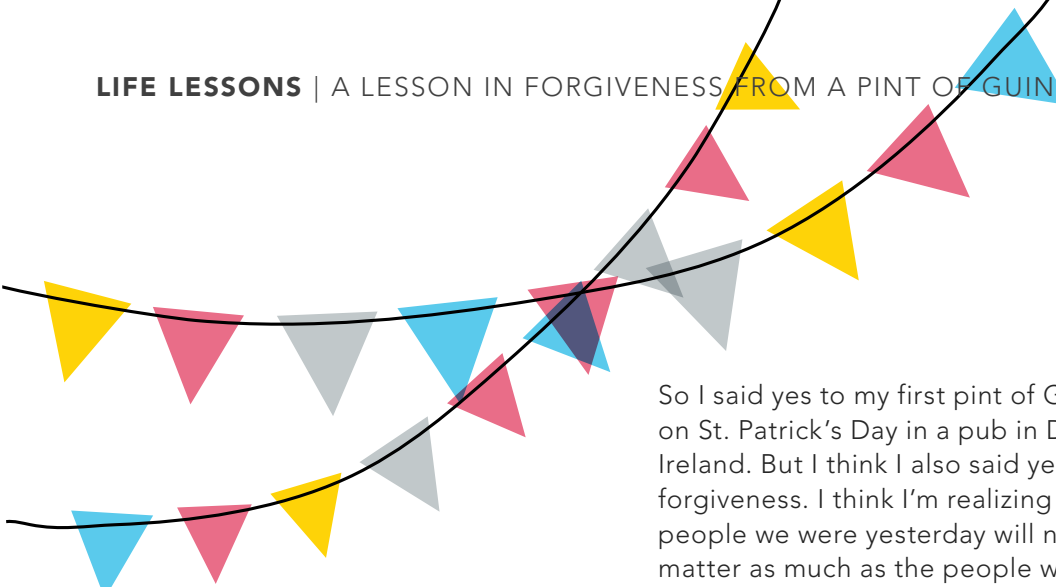 LIFE LESSONS | A LESSON IN FORGIVENESS FROM A PINT OF
So I said yes to my first pint of
on St. Patrick's Day in a pub in
Ireland. But I think I also said
forgiveness. I think I'm realizing
people we were yesterday will
matter as much as the people